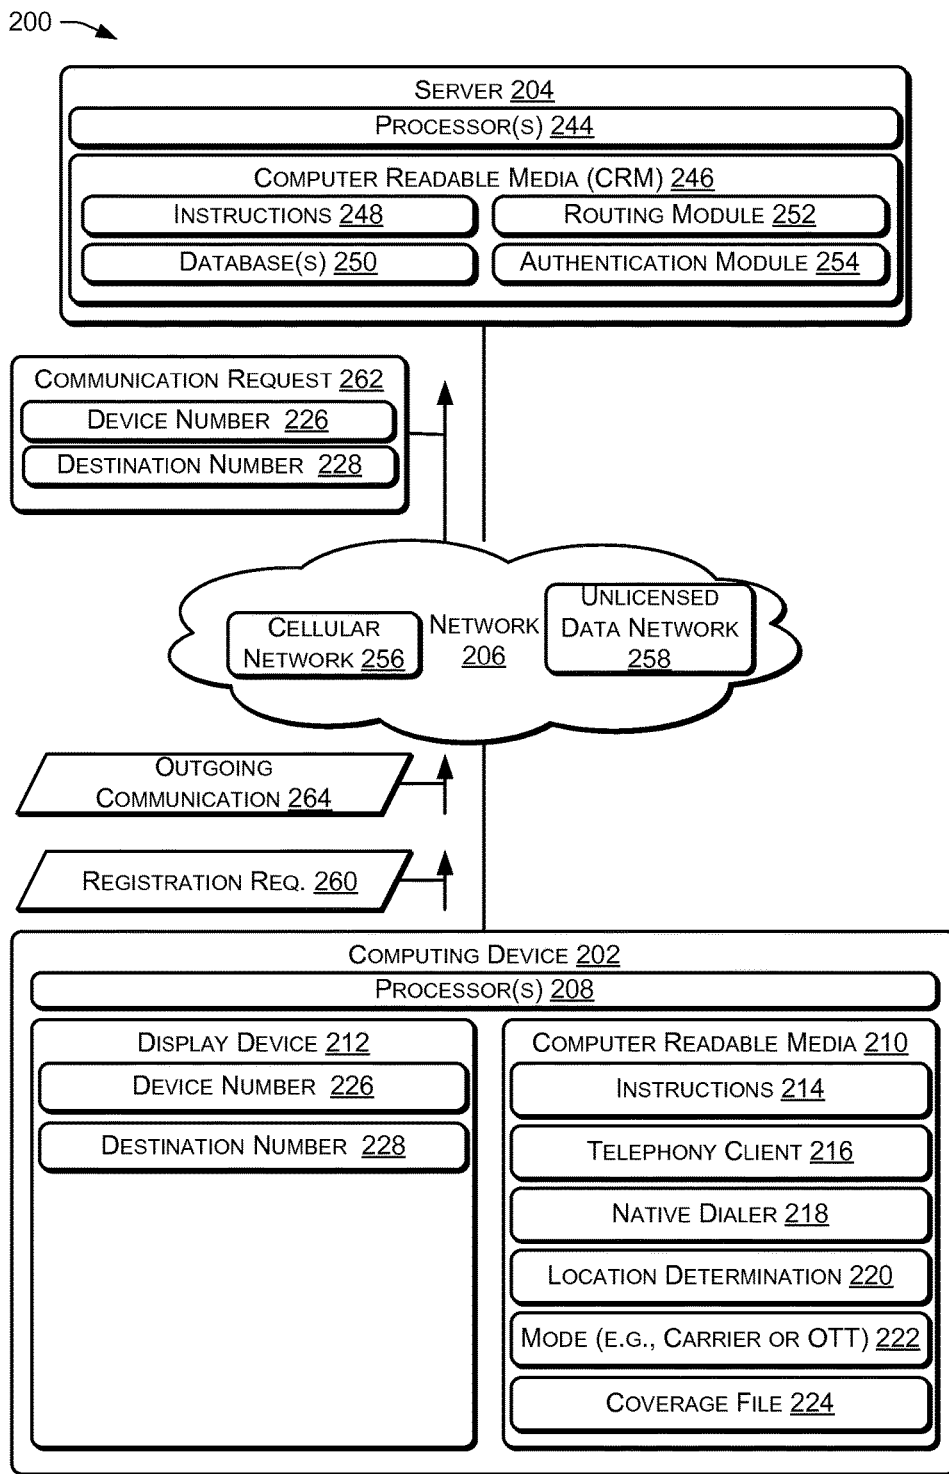 200
SERVER 204
PROCESSOR(S) 244
COMPUTER READABLE MEDIA (CRM) 246
INSTRUCTIONS 248
ROUTING MODULE 252
DATABASE(S) 250
AUTHENTICATION MODULE 254
COMMUNICATION REQUEST 262
DEVICE NUMBER 226
DESTINATION NUMBER 228
CELLULAR
NETWORK 256
NETWORK
206
UNLICENSED
DATA NETWORK
258
OUTGOING
COMMUNICATION 264
REGISTRATION REQ. 260
COMPUTING DEVICE 202
PROCESSOR(S) 208
DISPLAY DEVICE 212
DEVICE NUMBER 226
DESTINATION NUMBER 228
COMPUTER READABLE MEDIA 210
INSTRUCTIONS 214
TELEPHONY CLIENT 216
NATIVE DIALER 218
LOCATION DETERMINATION 220
MODE (E.G., CARRIER OR OTT) 222
COVERAGE FILE 224